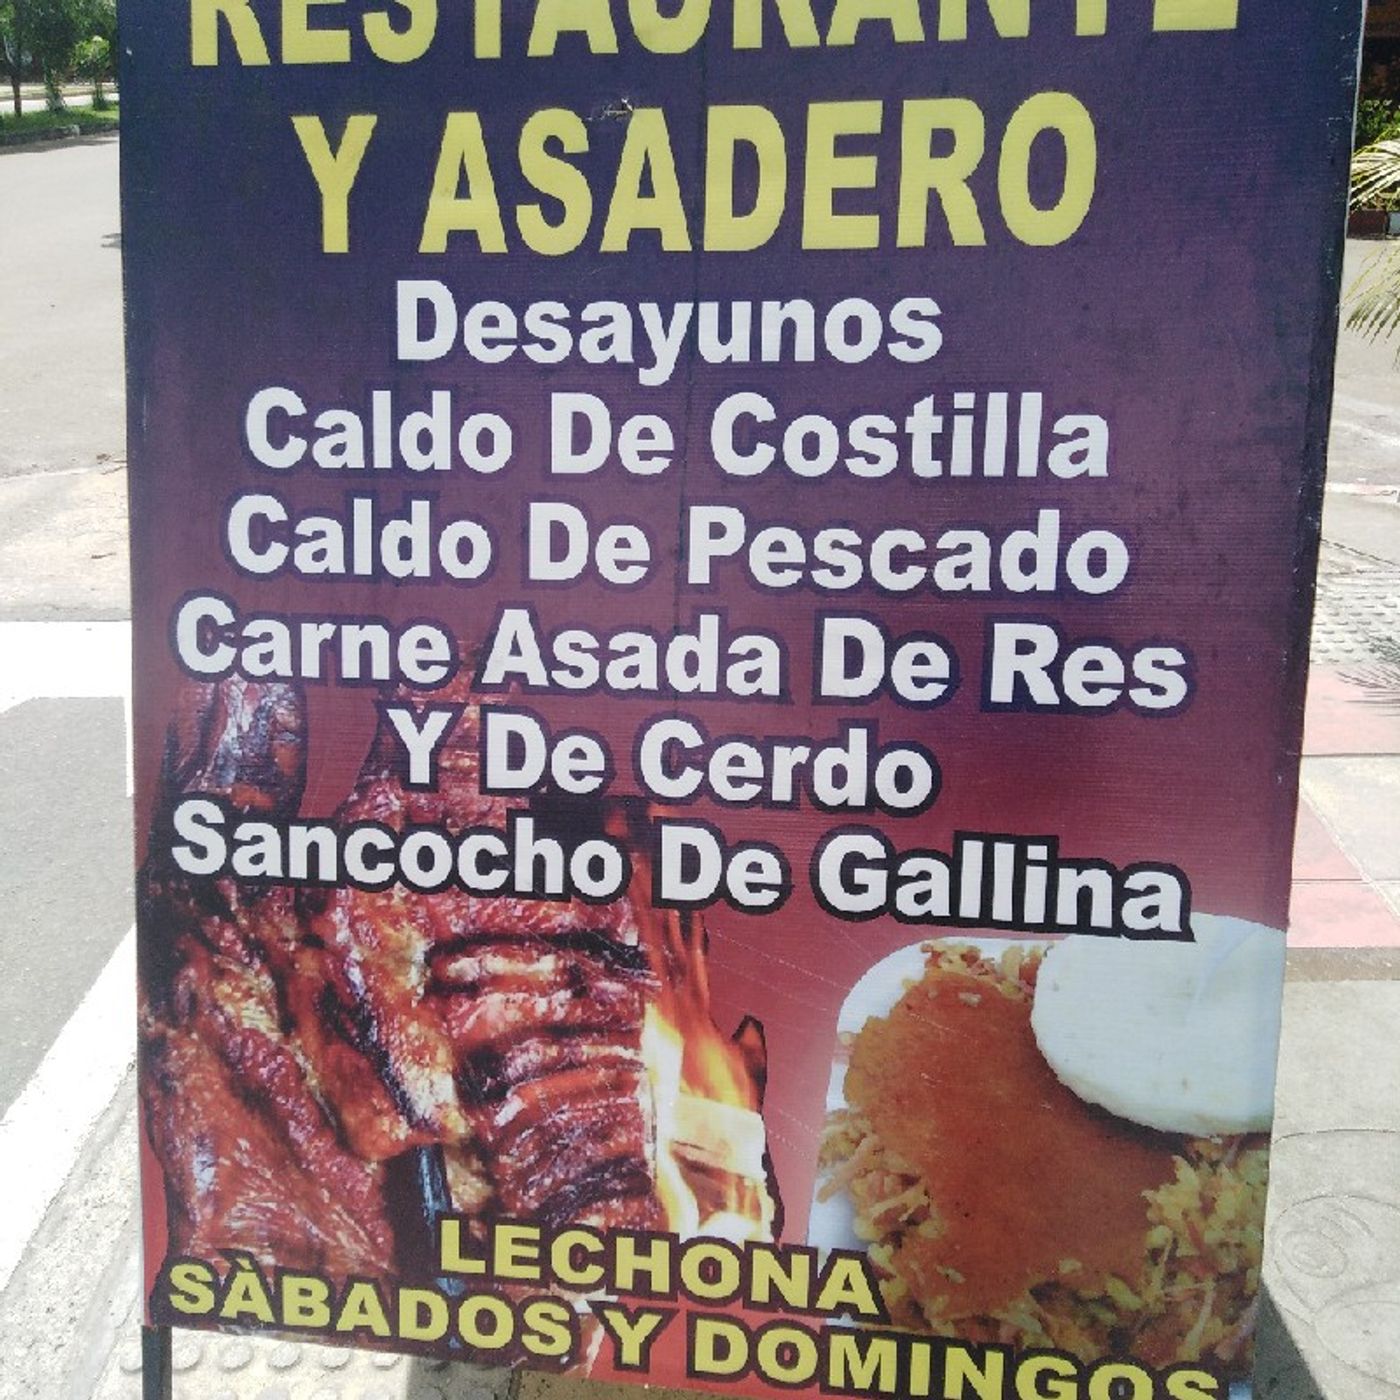 RESTAURANTE
Y ASADERO
Desayunos
Caldo De Costilla
Caldo De Pescado
Carne Asada De Res
Y De Cerdo
Sancocho De Gallina
LECHONA
SÀBADOS Y DOMINGOS